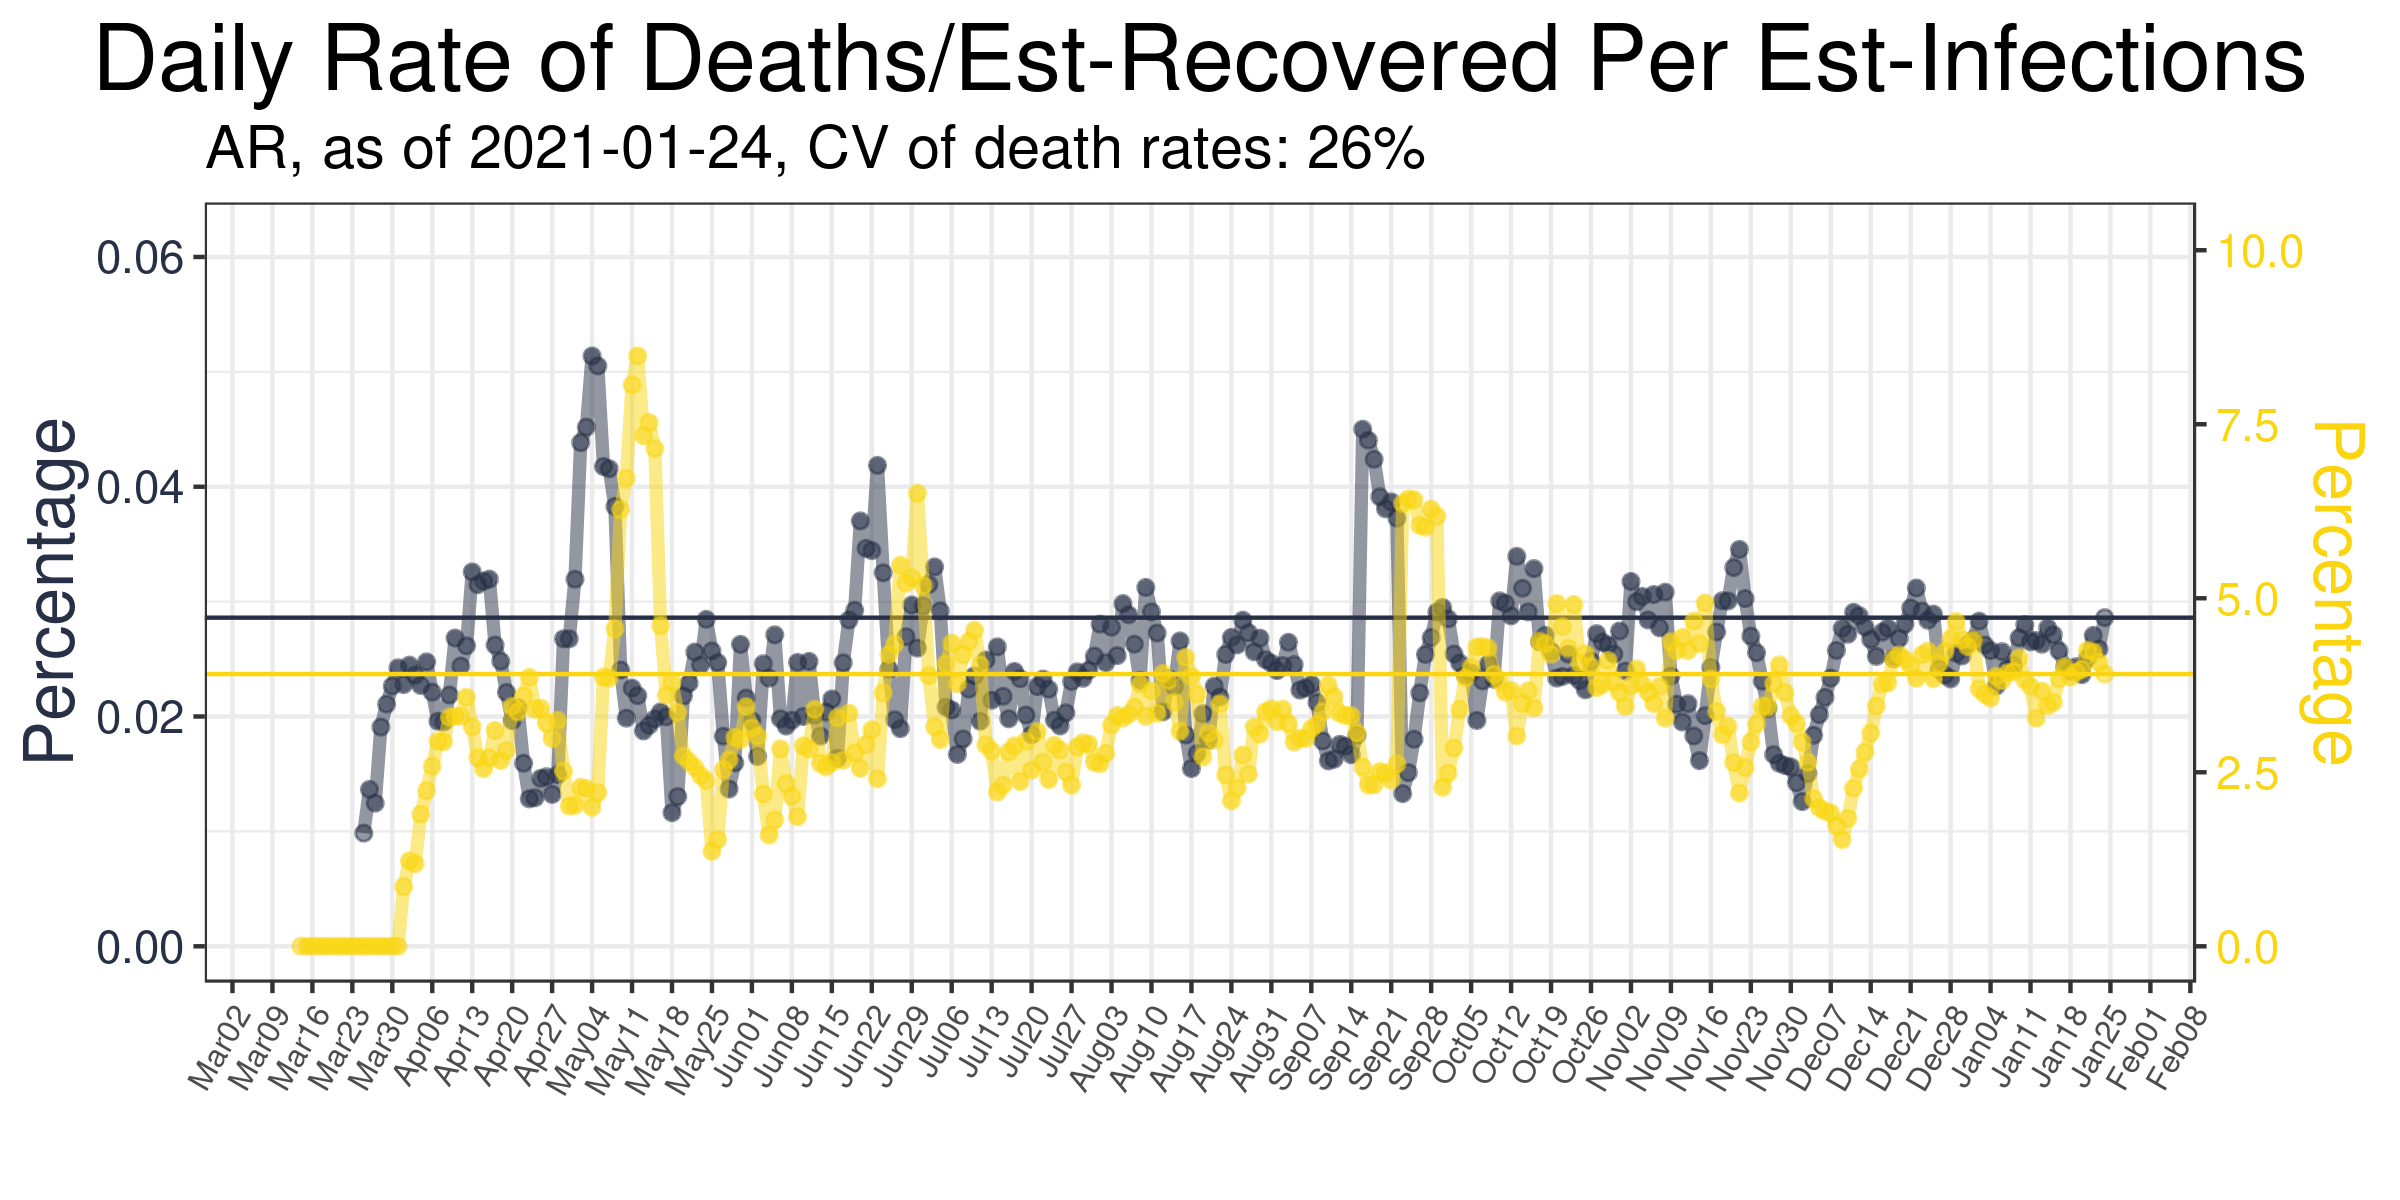 Daily Rate of Deaths/Est-Recovered Per Est-Infections
AR, as of 2021-01-24, CV of death rates: 26%
Percentage
0.06
0.04
0.02
0.00
10.0
7.5
5.0
2.5
0.0
Percentage
Mar02
Mar09
Mar16
Mar23
Mar30
Apr06
Apr13
Apr20
Apr27
May04
May11
May18
May25
Jun01
Jun08
Jun15
Jun22
Jun29
Jul06
Jul13
Jul20
Jul27
Aug03
Aug10
Aug17
Aug24
Aug31
Sep07
Sep14
Sep21
Sep28
Oct05
Oct12
Oct19
Oct26
Nov02
Nov09
Nov16
Nov23
Nov30
Dec07
Dec14
Dec21
Dec28
Jan04
Jan11
Jan18
Jan25
Feb01
Feb08